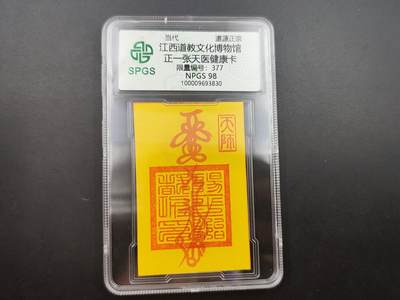 当代 道源正宗
江西道教文化博物馆
正一张天医健康卡
限量编号：377
NPGS 98
100009693830
SPGS
天師